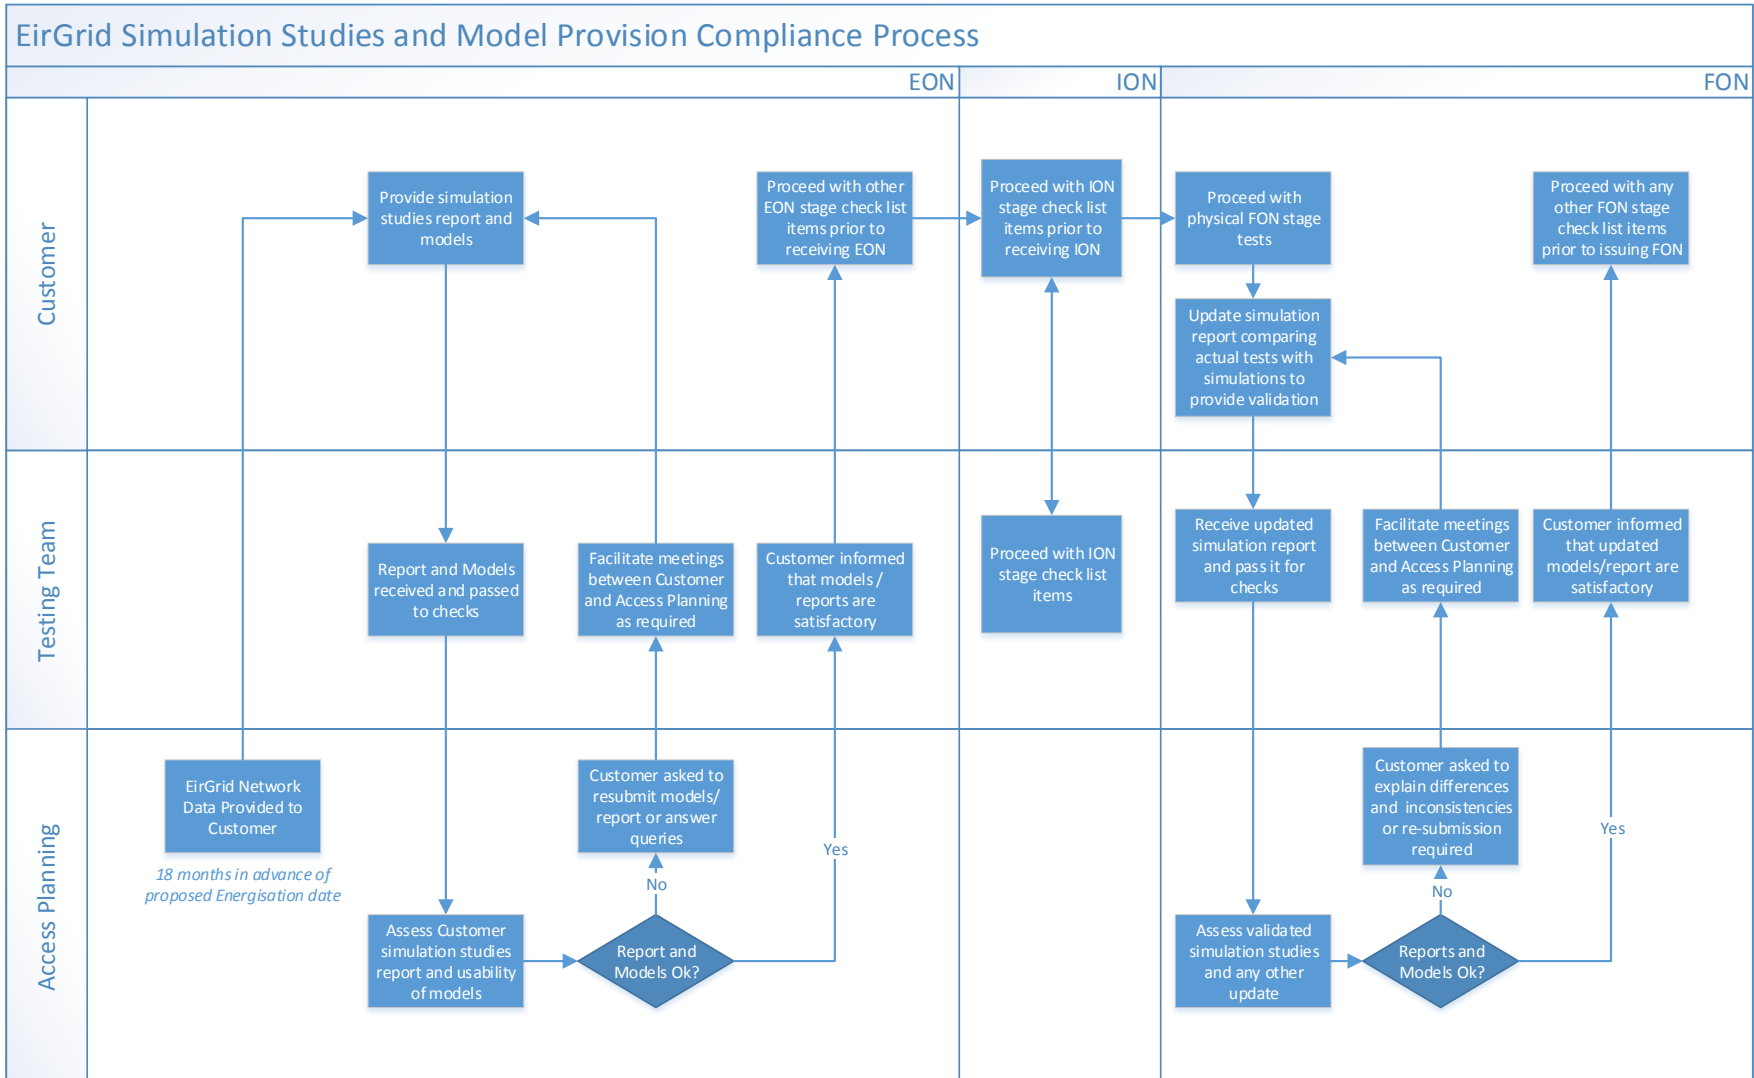 EirGrid Simulation Studies and Model Provision Compliance Process
EON
ION
FON
Customer
Provide simulation
studies report and
models
Proceed with other
EON stage check list
items prior to
receiving EON
Proceed with ION
stage check list
items prior to
receiving ION
Proceed with
physical FON stage
tests
Proceed with any
other FON stage
check list items
prior to issuing FON
Update simulation
report comparing
actual tests with
simulations to
provide validation
Testing Team
Report and Models
received and passed
to checks
Facilitate meetings
between Customer
and Access Planning
as required
Customer informed
that models /
reports are
satisfactory
Proceed with ION
stage check list
items
Receive updated
simulation report
and pass it for
checks
Facilitate meetings
between Customer
and Access Planning
as required
Customer informed
that updated
models/report are
satisfactory
Access Planning
EirGrid Network
Data Provided to
Customer
18 months in advance of
proposed Energisation date
Customer asked to
resubmit models/
report or answer
queries
Yes
No
Assess Customer
simulation studies
report and usability
of models
Report and
Models Ok?
Customer asked to
explain differences
and inconsistencies
or re-submission
required
Yes
No
Assess validated
simulation studies
and any other
update
Reports and
Models Ok?